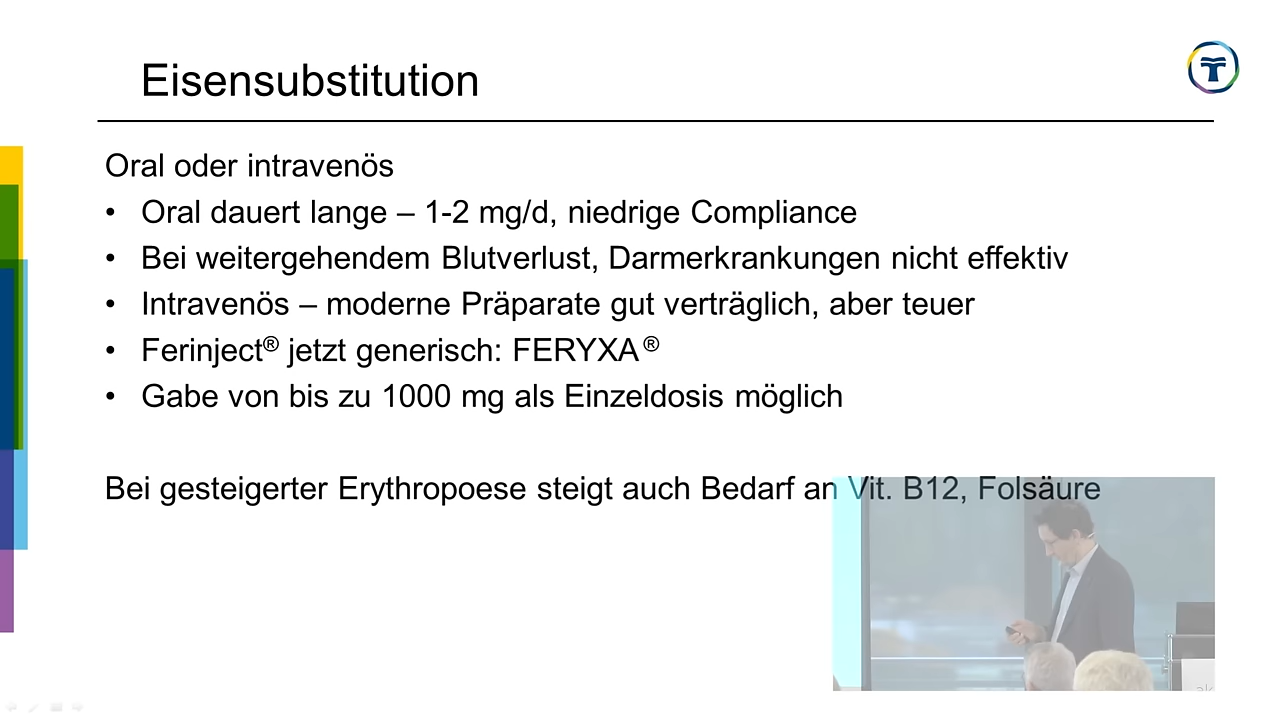 Eisensubstitution
Oral oder intravenös
• Oral dauert lange – 1-2 mg/d, niedrige Compliance
• Bei weitergehendem Blutverlust, Darmerkrankungen nicht effektiv
• Intravenös – moderne Präparate gut verträglich, aber teuer
• Ferinject® jetzt generisch: FERYXA®
• Gabe von bis zu 1000 mg als Einzeldosis möglich
Bei gesteigerter Erythropoese steigt auch Bedarf an Vit. B12, Folsäure